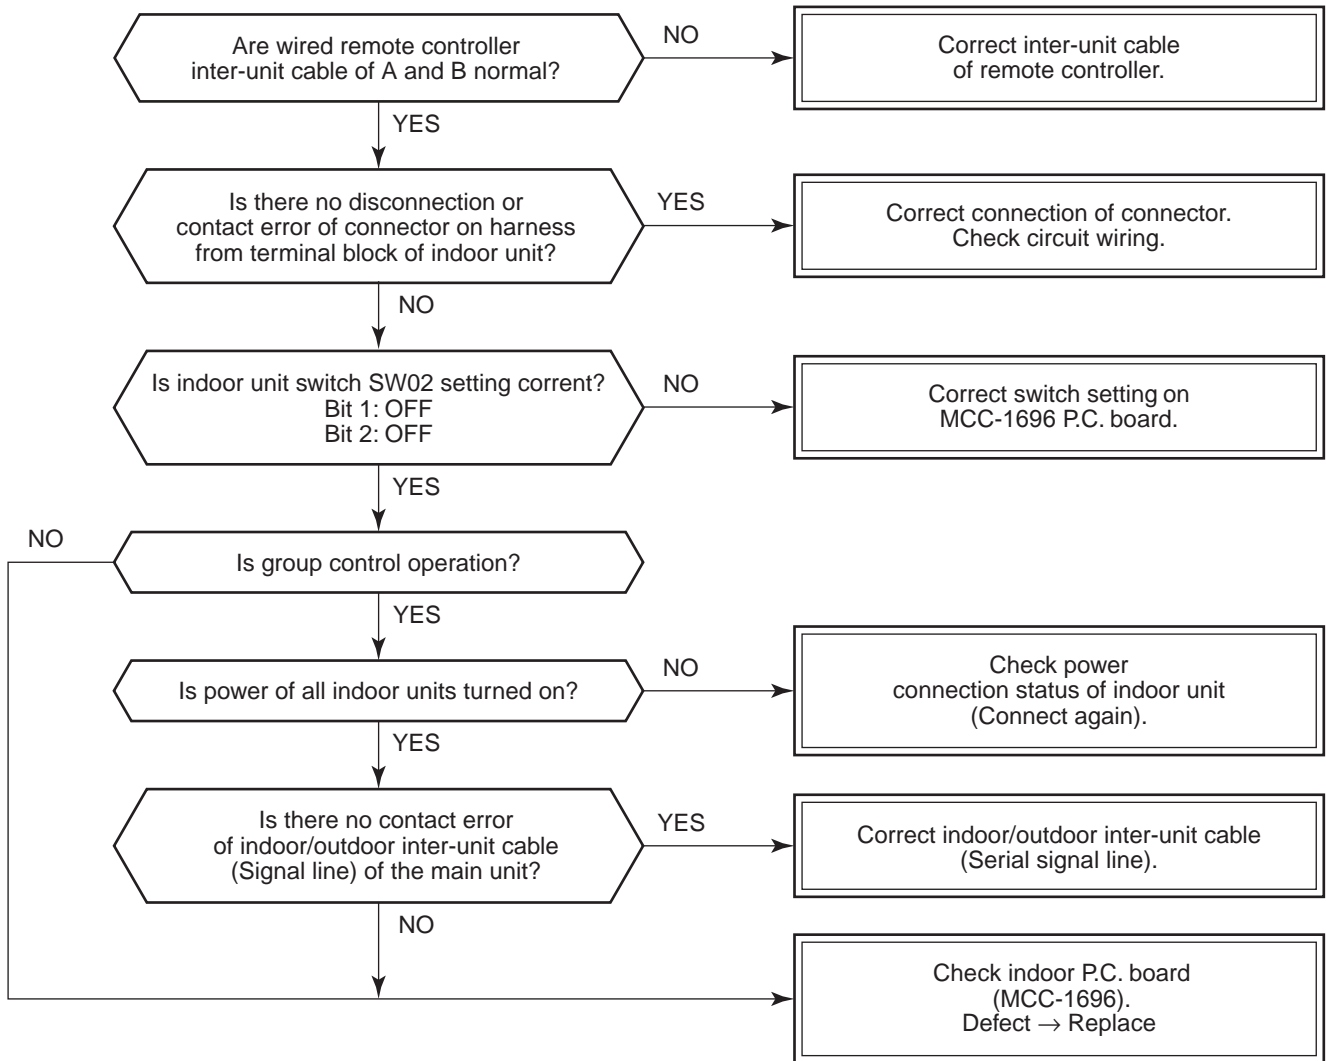 Are wired remote controller
inter-unit cable of A and B normal?
NO
Correct inter-unit cable
of remote controller.
YES
Is there no disconnection or
contact error of connector on harness
from terminal block of indoor unit?
YES
Correct connection of connector.
Check circuit wiring.
NO
Is indoor unit switch SW02 setting corrent?
Bit 1: OFF
Bit 2: OFF
NO
Correct switch setting on
MCC-1696 P.C. board.
YES
NO
Is group control operation?
YES
Is power of all indoor units turned on?
NO
Check power
connection status of indoor unit
(Connect again).
YES
Is there no contact error
of indoor/outdoor inter-unit cable
(Signal line) of the main unit?
YES
Correct indoor/outdoor inter-unit cable
(Serial signal line).
NO
Check indoor P.C. board
(MCC-1696).
Defect → Replace